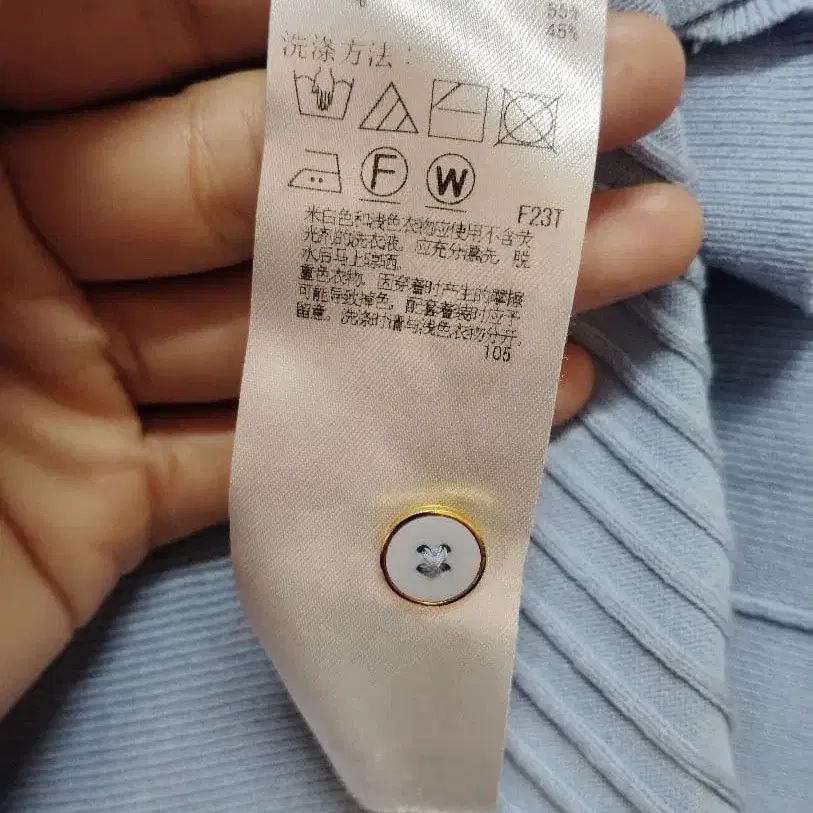 55%
45%
洗涤方法：
F
W
F23T
米白色和浅色衣物应使用不含荧
光剂的洗衣液。应充分漂洗，脱
水后马上晾晒。
重色衣物，因穿着时产生的摩擦
可能导致掉色，配套着装时应予
留意。洗涤时请与浅色衣物分开。
105